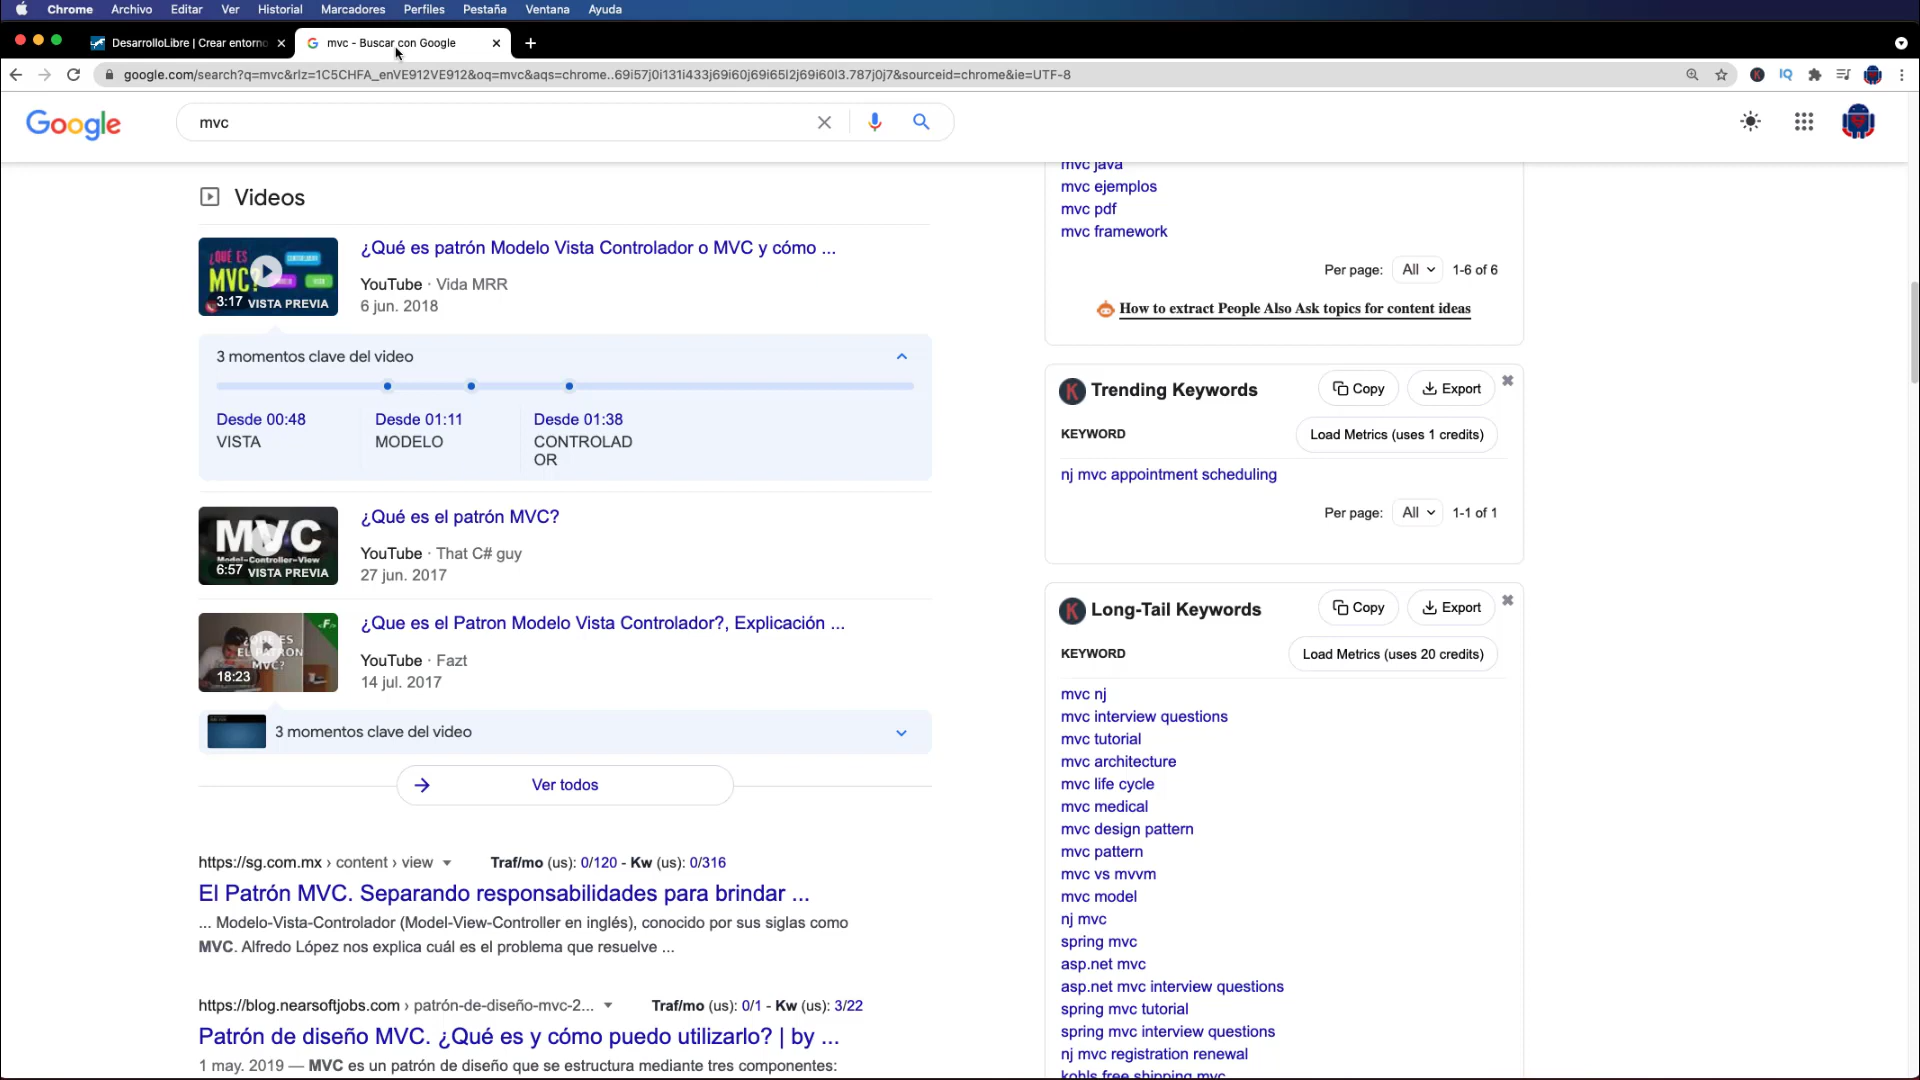 Chrome Archivo Editar Ver Historial Marcadores Perfiles Pestaña Ventana Ayuda
DesarrolloLibre | Crear entorno
mvc - Buscar con Google
google.com/search?q=mvc&rlz=1C5CHFA_enVE912VE912&oq=mvc&aqs=chrome..69i57j0i131i433j69i60j69i65l2j69i60l3.787j0j7&sourceid=chrome&ie=UTF-8
IQ
Google
mvc
Videos
¿QUÉ ES
MVC?
3:17 VISTA PREVIA
¿Qué es patrón Modelo Vista Controlador o MVC y cómo ...
YouTube · Vida MRR
6 jun. 2018
3 momentos clave del video
Desde 00:48
VISTA
Desde 01:11
MODELO
Desde 01:38
CONTROLAD
OR
MVC
Model-Controller-View
6:57 VISTA PREVIA
¿Qué es el patrón MVC?
YouTube · That C# guy
27 jun. 2017
¿QUE ES
EL PATRON
MVC?
18:23
¿Que es el Patron Modelo Vista Controlador?, Explicación ...
YouTube · Fazt
14 jul. 2017
3 momentos clave del video
Ver todos
https://sg.com.mx › content › view
Traf/mo (us): 0/120 - Kw (us): 0/316
El Patrón MVC. Separando responsabilidades para brindar ...
... Modelo-Vista-Controlador (Model-View-Controller en inglés), conocido por sus siglas como
MVC. Alfredo López nos explica cuál es el problema que resuelve ...
https://blog.nearsoftjobs.com › patrón-de-diseño-mvc-2...
Traf/mo (us): 0/1 - Kw (us): 3/22
Patrón de diseño MVC. ¿Qué es y cómo puedo utilizarlo? | by ...
1 may. 2019 — MVC es un patrón de diseño que se estructura mediante tres componentes:
mvc java
mvc ejemplos
mvc pdf
mvc framework
Per page: All 1-6 of 6
How to extract People Also Ask topics for content ideas
K Trending Keywords
Copy
Export
KEYWORD
Load Metrics (uses 1 credits)
nj mvc appointment scheduling
Per page: All 1-1 of 1
K Long-Tail Keywords
Copy
Export
KEYWORD
Load Metrics (uses 20 credits)
mvc nj
mvc interview questions
mvc tutorial
mvc architecture
mvc life cycle
mvc medical
mvc design pattern
mvc pattern
mvc vs mvvm
mvc model
nj mvc
spring mvc
asp.net mvc
asp.net mvc interview questions
spring mvc tutorial
spring mvc interview questions
nj mvc registration renewal
kohls free shipping mvc